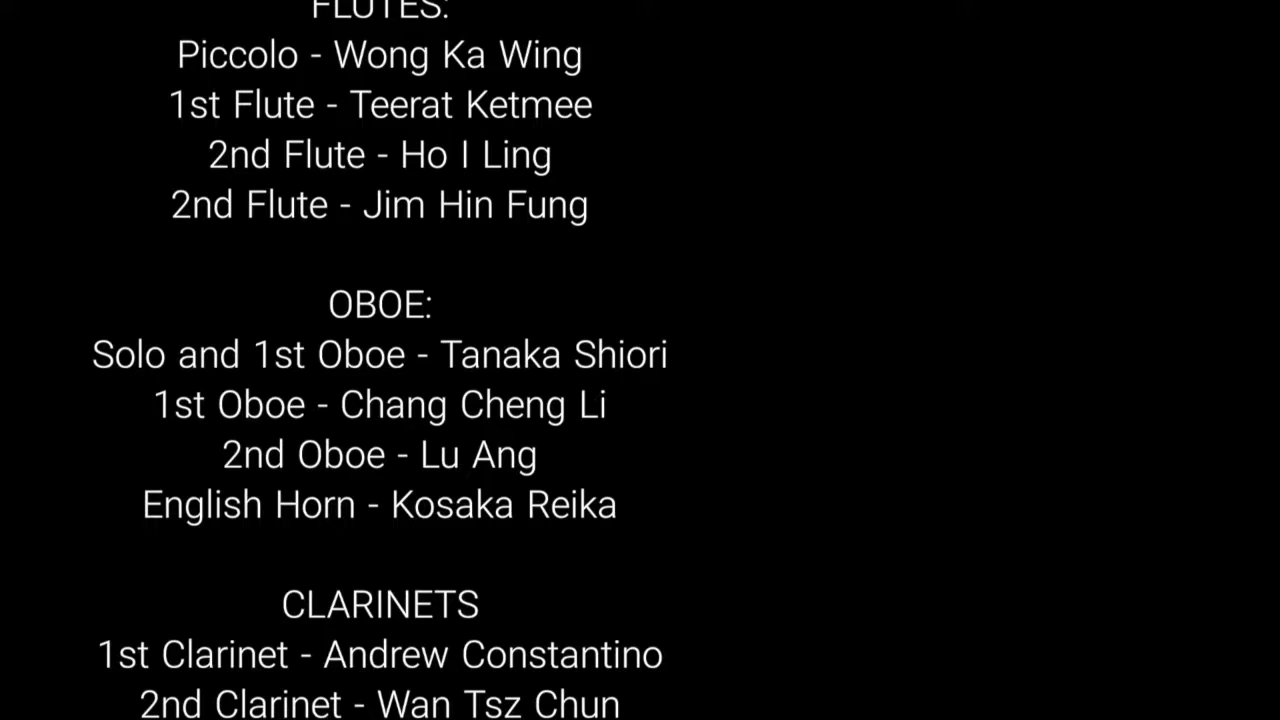 FLUTES:
Piccolo - Wong Ka Wing
1st Flute - Teerat Ketmee
2nd Flute - Ho I Ling
2nd Flute - Jim Hin Fung
OBOE:
Solo and 1st Oboe - Tanaka Shiori
1st Oboe - Chang Cheng Li
2nd Oboe - Lu Ang
English Horn - Kosaka Reika
CLARINETS
1st Clarinet - Andrew Constantino
2nd Clarinet - Wan Tsz Chun